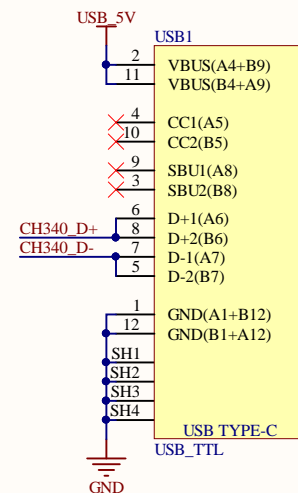 USB_5V
USB1
2 VBUS(A4+B9)
11 VBUS(B4+A9)
4 CC1(A5)
10 CC2(B5)
9 SBU1(A8)
3 SBU2(B8)
6 D+1(A6)
CH340_D+ 8 D+2(B6)
CH340_D- 7 D-1(A7)
5 D-2(B7)
1 GND(A1+B12)
12 GND(B1+A12)
SH1
SH2
SH3
SH4
USB TYPE-C
USB_TTL
GND